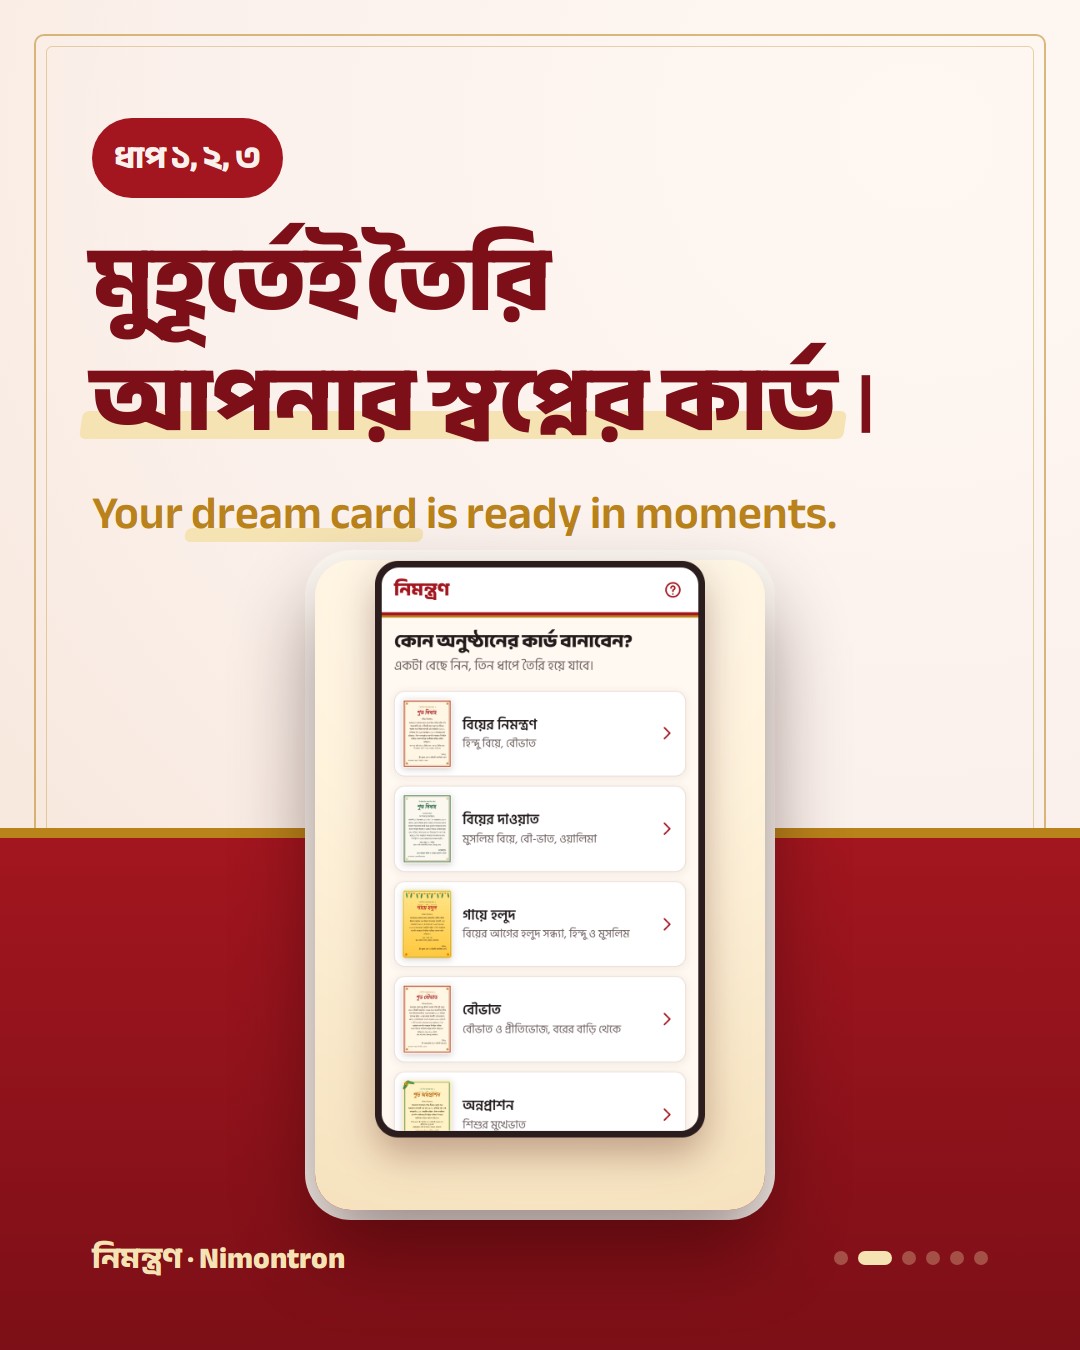 ধাপ ১, ২, ৩
মুহূর্তেই তৈরি
আপনার স্বপ্নের কার্ড।
Your dream card is ready in moments.
নিমন্ত্রণ
কোন অনুষ্ঠানের কার্ড বানাবেন?
একটা বেছে নিন, তিন ধাপে তৈরি হয়ে যাবে।
বিয়ের নিমন্ত্রণ
হিন্দু বিয়ে, বৌভাত
বিয়ের দাওয়াত
মুসলিম বিয়ে, বৌ-ভাত, ওয়ালিমা
গায়ে হলুদ
বিয়ের আগের হলুদ সন্ধ্যা, হিন্দু ও মুসলিম
বৌভাত
বৌভাত ও প্রীতিভোজ, বরের বাড়ি থেকে
অন্নপ্রাশন
শিশুর মুখেভাত
নিমন্ত্রণ · Nimontron